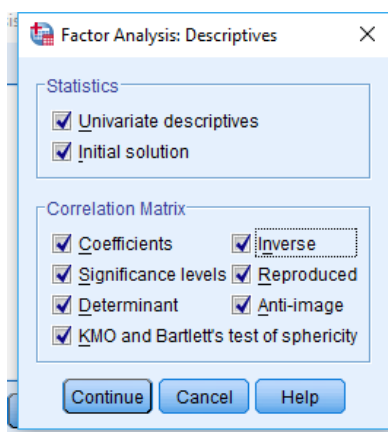 Factor Analysis: Descriptives
Statistics
Univariate descriptives
Initial solution
Correlation Matrix
Coefficients Inverse
Significance levels Reproduced
Determinant Anti-image
KMO and Bartlett's test of sphericity
Continue Cancel Help